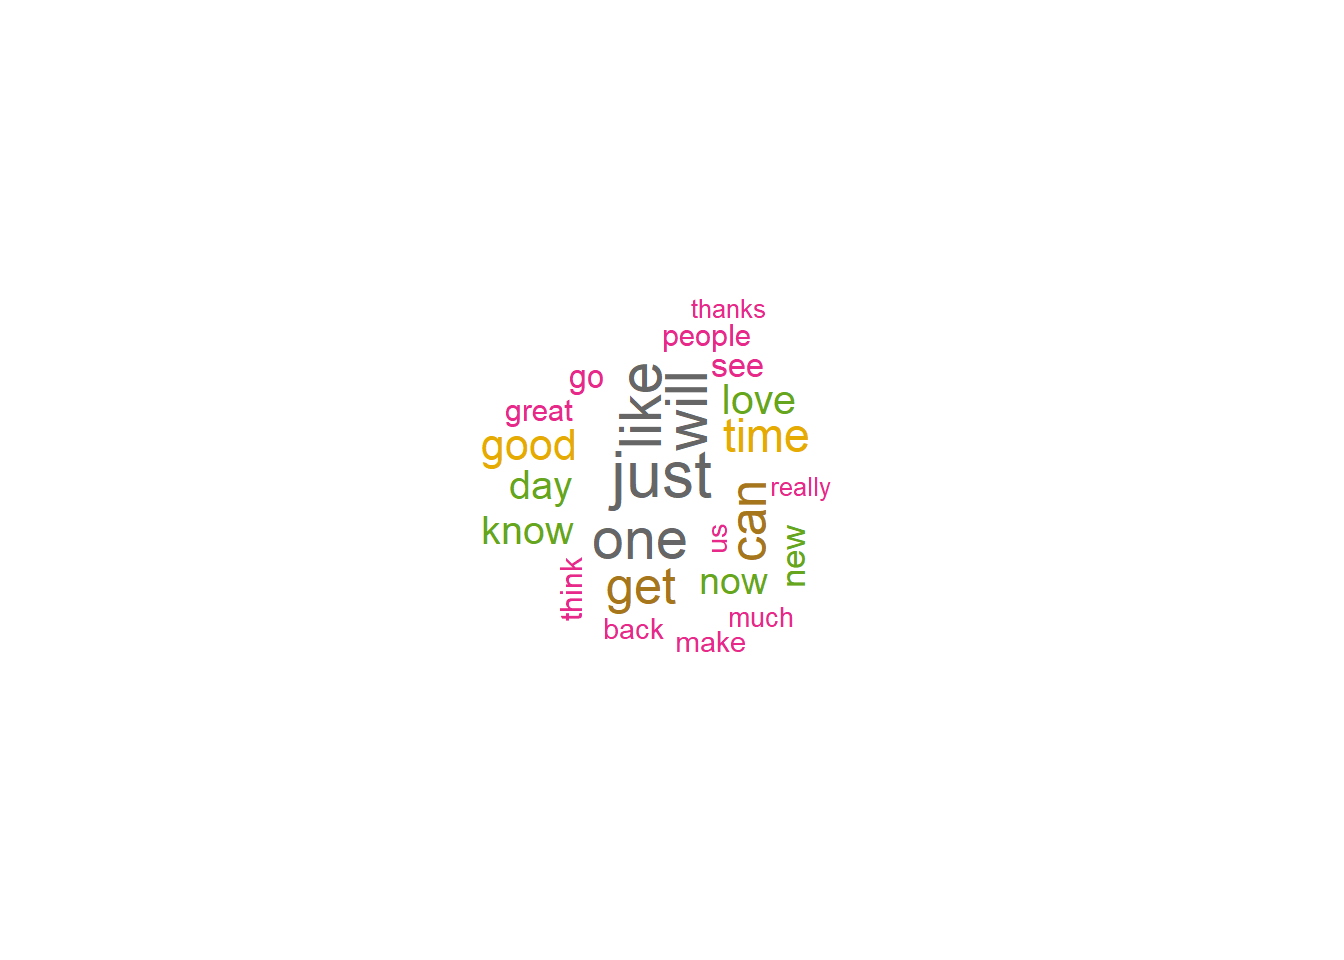 thanks
people
see
go
like
will
love
great
time
good
just
day
can
really
know
one
us
new
think
get
now
much
back
make